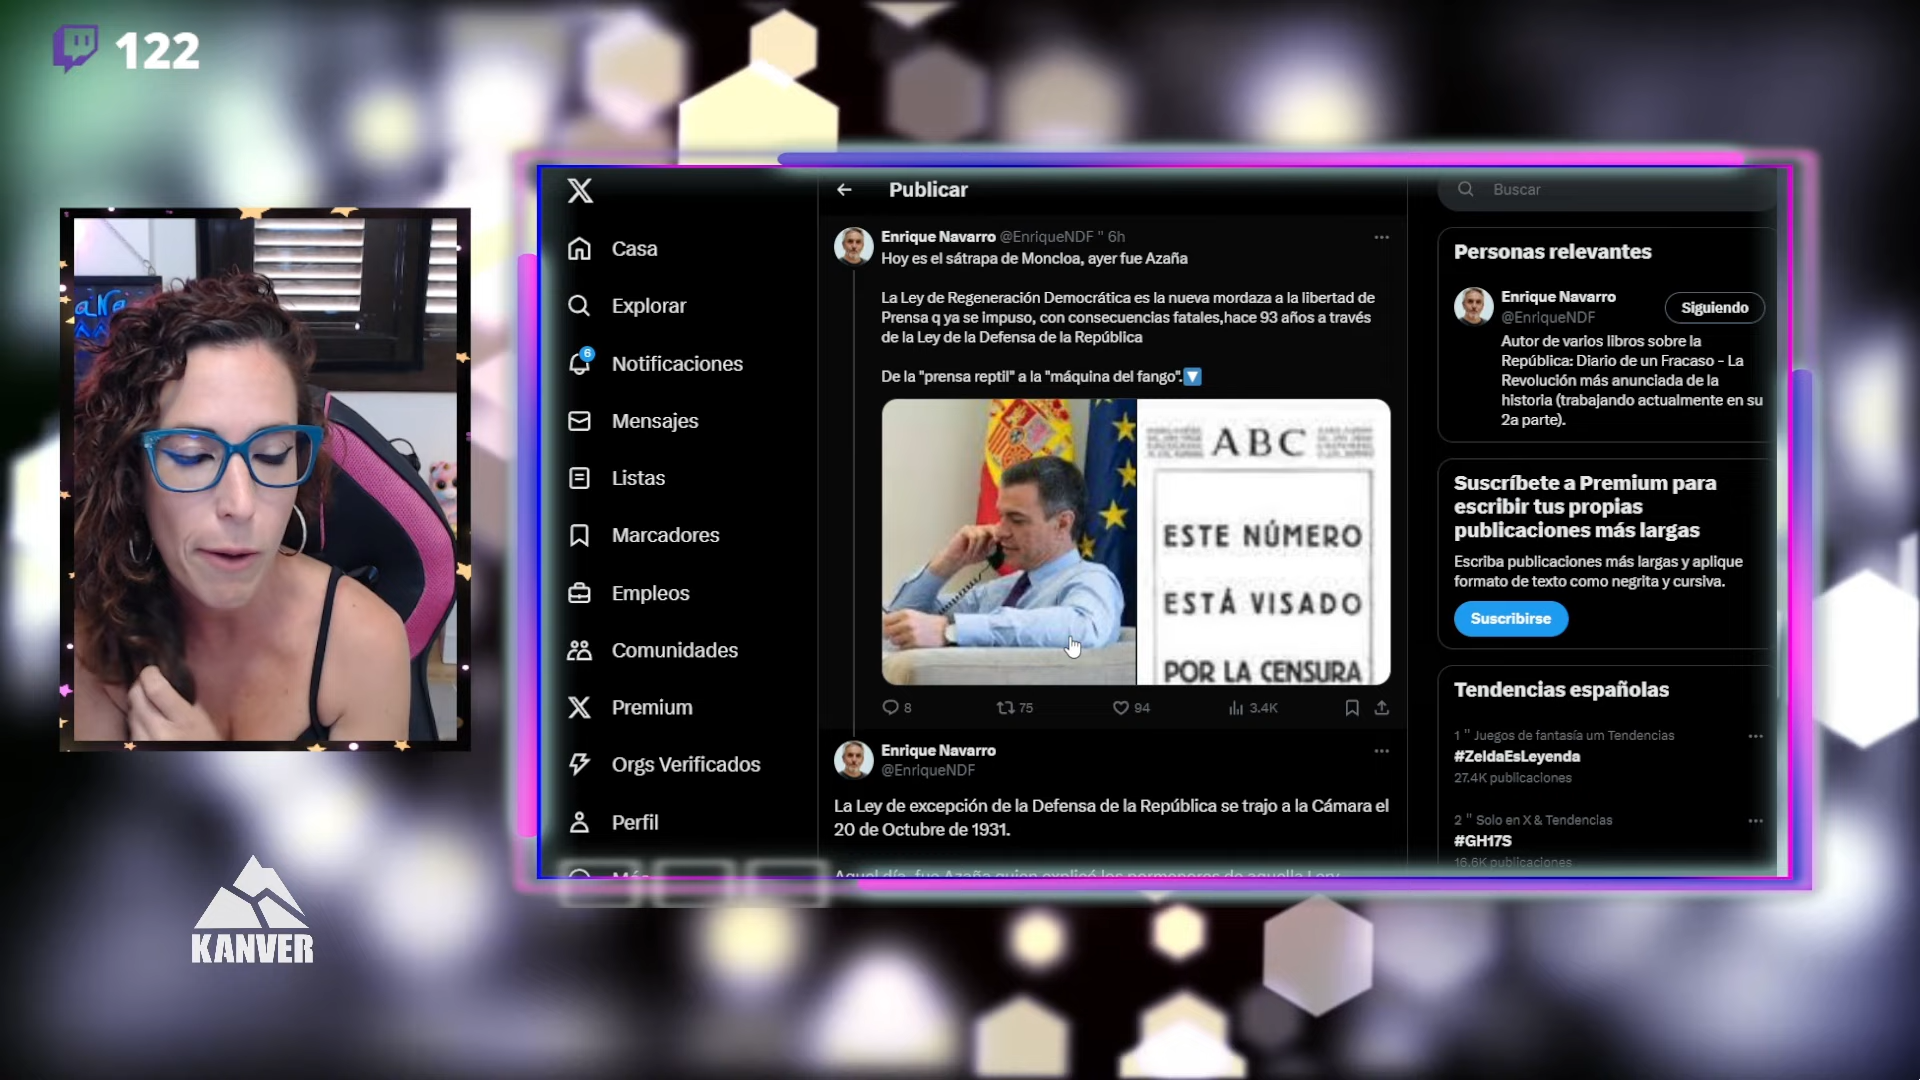 122
KANVER
Publicar
Casa
Explorar
6
Notificaciones
Mensajes
Listas
Marcadores
Empleos
Comunidades
Premium
Orgs Verificados
Perfil
Enrique Navarro @EnriqueNDF " 6h
Hoy es el sátrapa de Moncloa, ayer fue Azaña
La Ley de Regeneración Democrática es la nueva mordaza a la libertad de
Prensa q ya se impuso, con consecuencias fatales,hace 93 años a través
de la Ley de la Defensa de la República
De la "prensa reptil" a la "máquina del fango".
ABC
ESTE NÚMERO
ESTÁ VISADO
POR LA CENSURA
8 75 94 3.4K
Enrique Navarro
@EnriqueNDF
La Ley de excepción de la Defensa de la República se trajo a la Cámara el
20 de Octubre de 1931.
Aquel día, fue Azaña quien explicó los pormenores de aquella Ley
Buscar
Personas relevantes
Enrique Navarro
@EnriqueNDF
Siguiendo
Autor de varios libros sobre la
República: Diario de un Fracaso - La
Revolución más anunciada de la
historia (trabajando actualmente en su
2a parte).
Suscríbete a Premium para
escribir tus propias
publicaciones más largas
Escriba publicaciones más largas y aplique
formato de texto como negrita y cursiva.
Suscribirse
Tendencias españolas
1 " Juegos de fantasía um Tendencias
#ZeldaEsLeyenda
27.4K publicaciones
2 " Solo en X & Tendencias
#GH17S
16.6K publicaciones